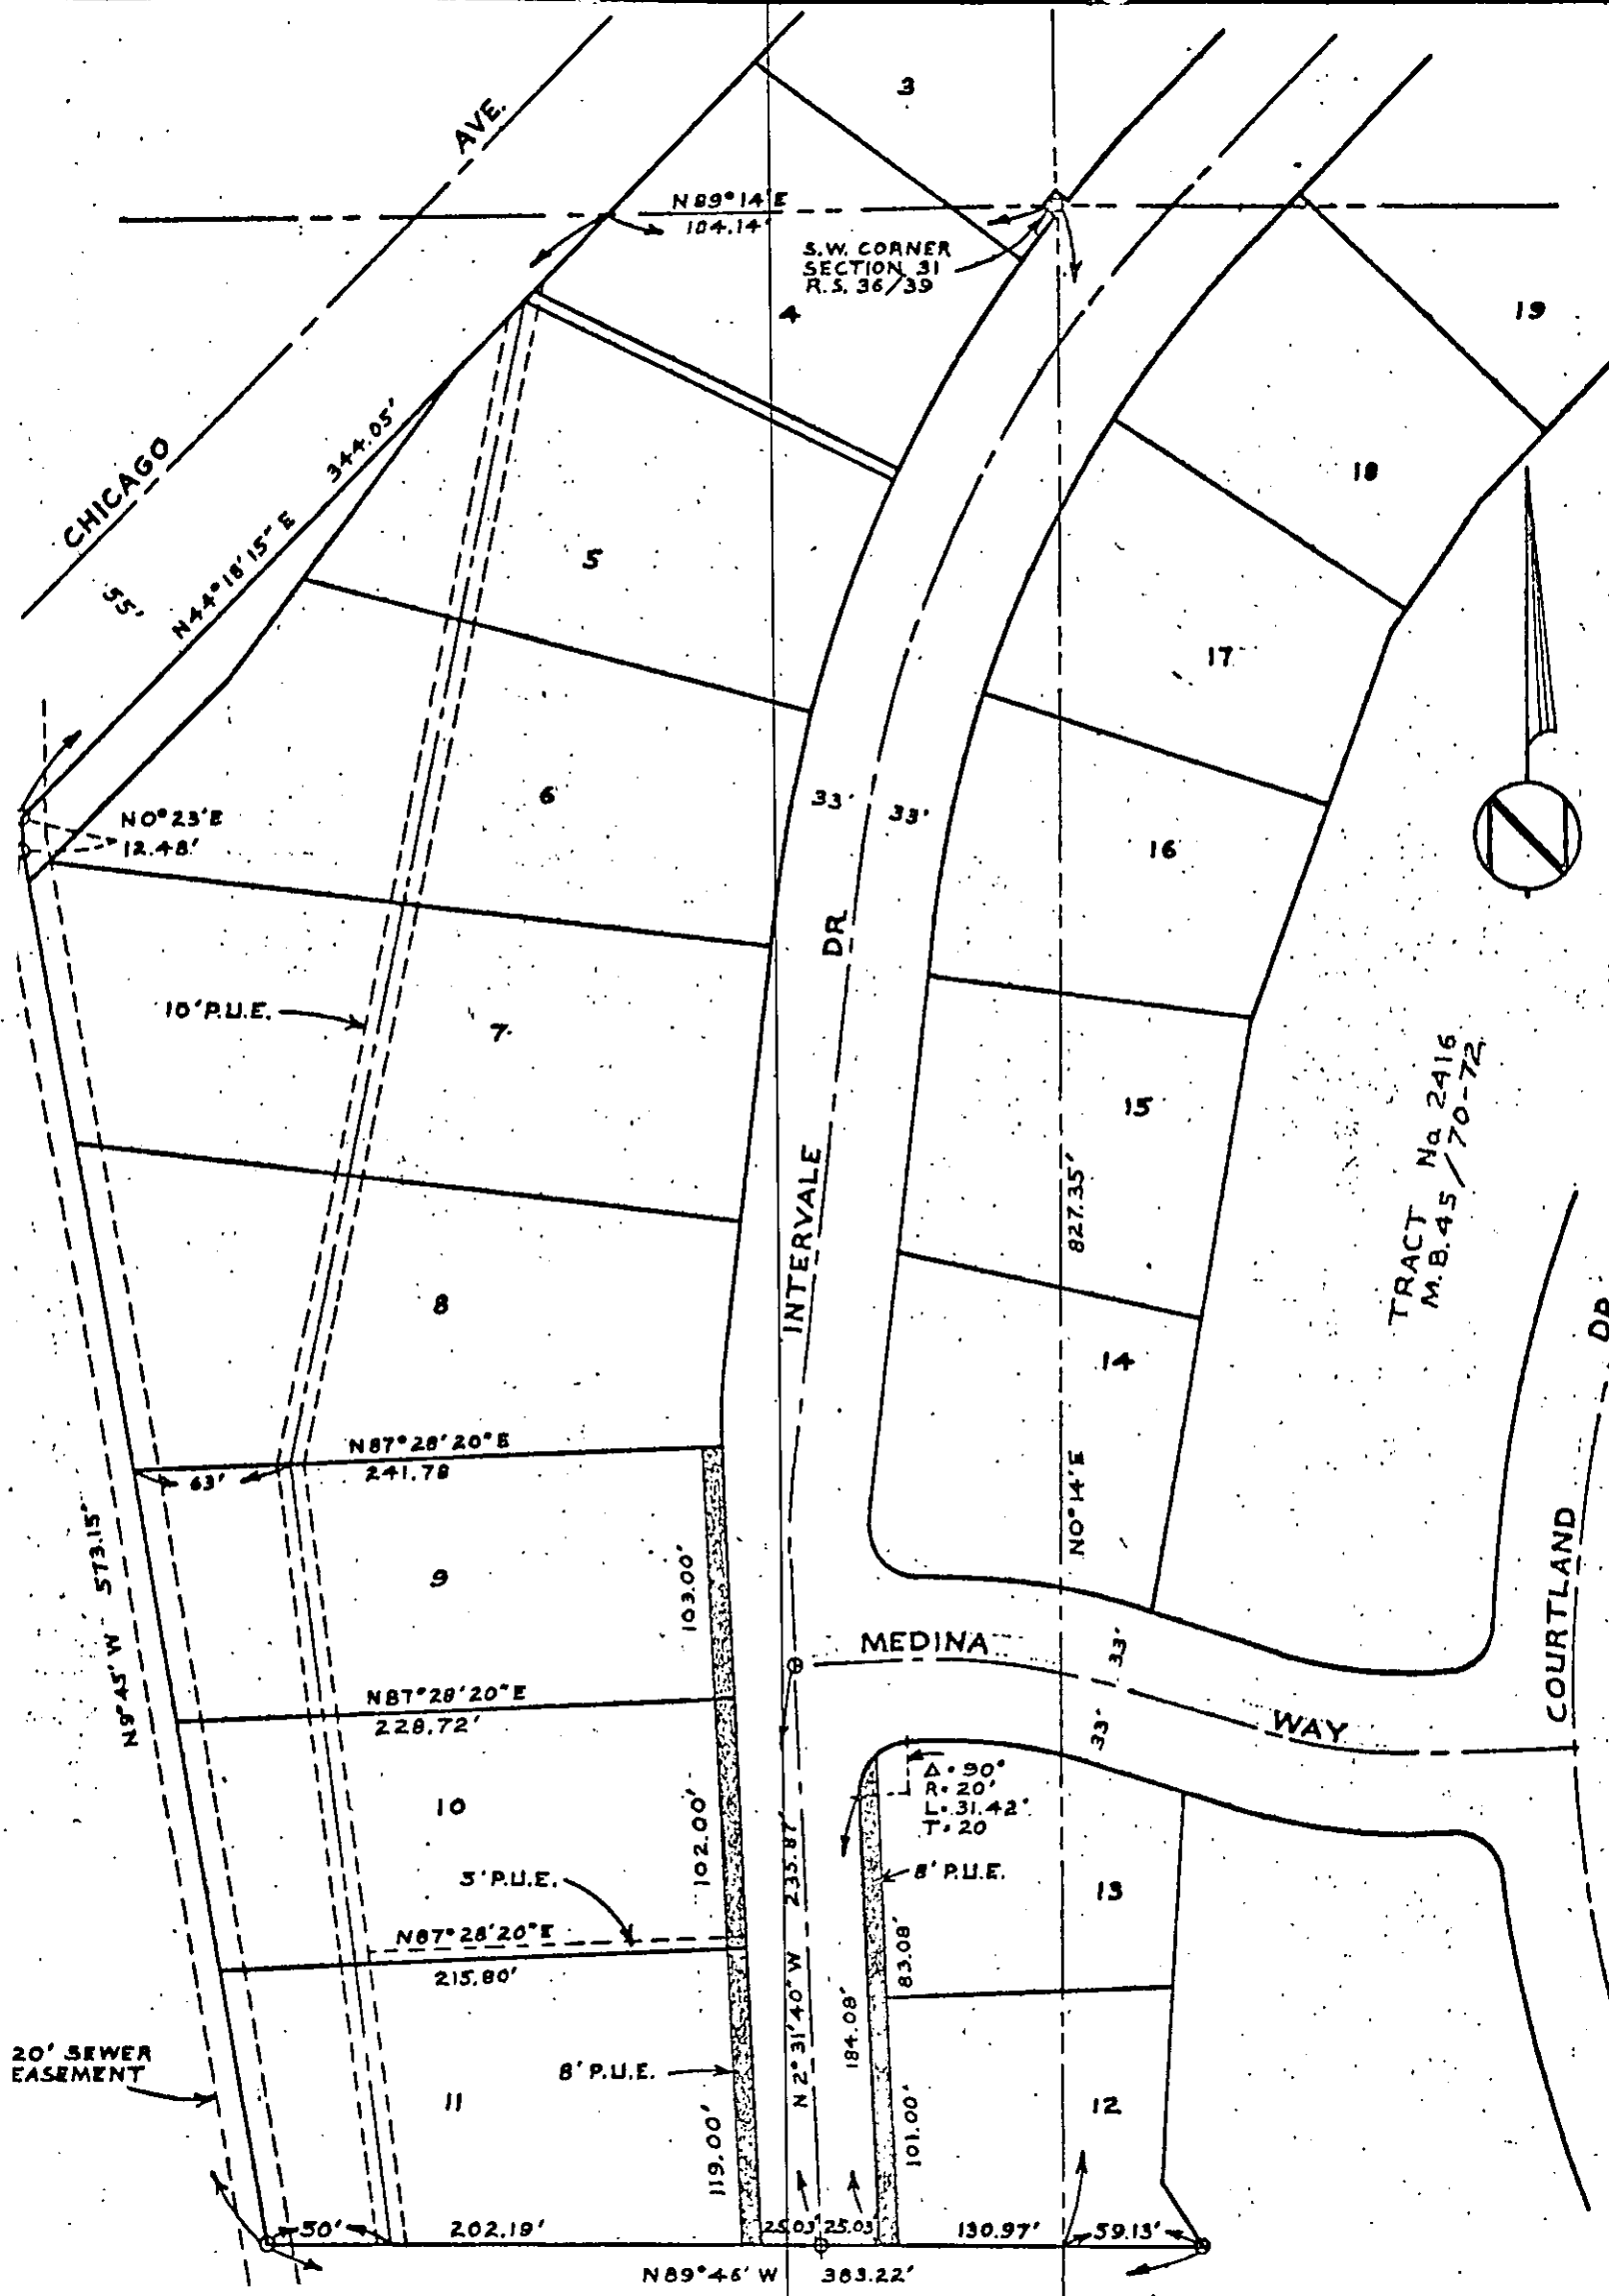 3
AVE.
N 89°14'E
104.14'
S.W. CORNER
SECTION 31
R.S. 36/39
4
19
CHICAGO
344.05'
N44°18'15" E
55'
18
5
17
6
33'
33'
16
N0°23'E
12.48'
DR
10' P.U.E.
7
15
TRACT No 2416
M.B. 45/70-72
827.35'
INTERVALE
8
14
DR
N87°28'20"E
241.78
63'
N0°14'E
573.15'
N9°45' W
9
103.00'
COURTLAND
MEDINA
33'
N87°28'20"E
228.72'
WAY
33'
Δ=90°
R=20'
L=31.42'
T=20
10
102.00'
235.87'
8' P.U.E.
13
5' P.U.E.
N87°28'20"E
215.80'
83.08'
N 2°31'40" W
184.08'
20' SEWER
EASEMENT
8' P.U.E.
11
119.00'
101.00'
12
50'
202.19'
25.03'
25.03'
130.97'
59.13'
N89°46' W 383.22'